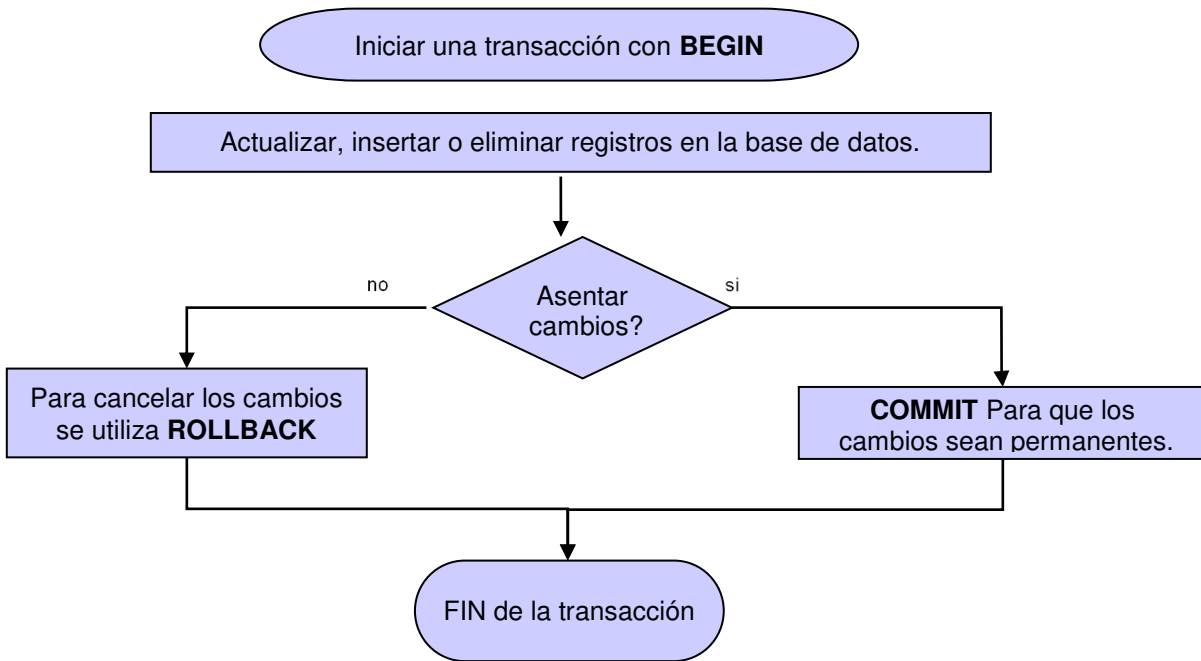 Iniciar una transacción con BEGIN
Actualizar, insertar o eliminar registros en la base de datos.
no
si
Asentar
cambios?
Para cancelar los cambios
se utiliza ROLLBACK
COMMIT Para que los
cambios sean permanentes.
FIN de la transacción